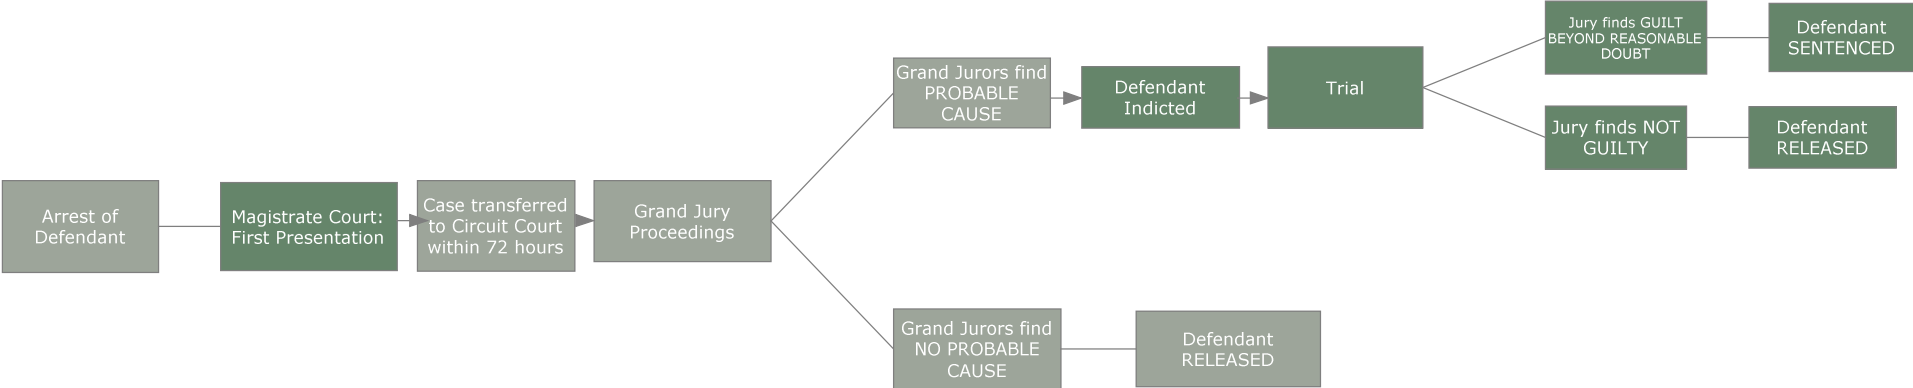 Arrest of
Defendant
Magistrate Court:
First Presentation
Case transferred
to Circuit Court
within 72 hours
Grand Jury
Proceedings
Grand Jurors find
PROBABLE
CAUSE
Defendant
Indicted
Trial
Jury finds GUILT
BEYOND REASONABLE
DOUBT
Defendant
SENTENCED
Jury finds NOT
GUILTY
Defendant
RELEASED
Grand Jurors find
NO PROBABLE
CAUSE
Defendant
RELEASED